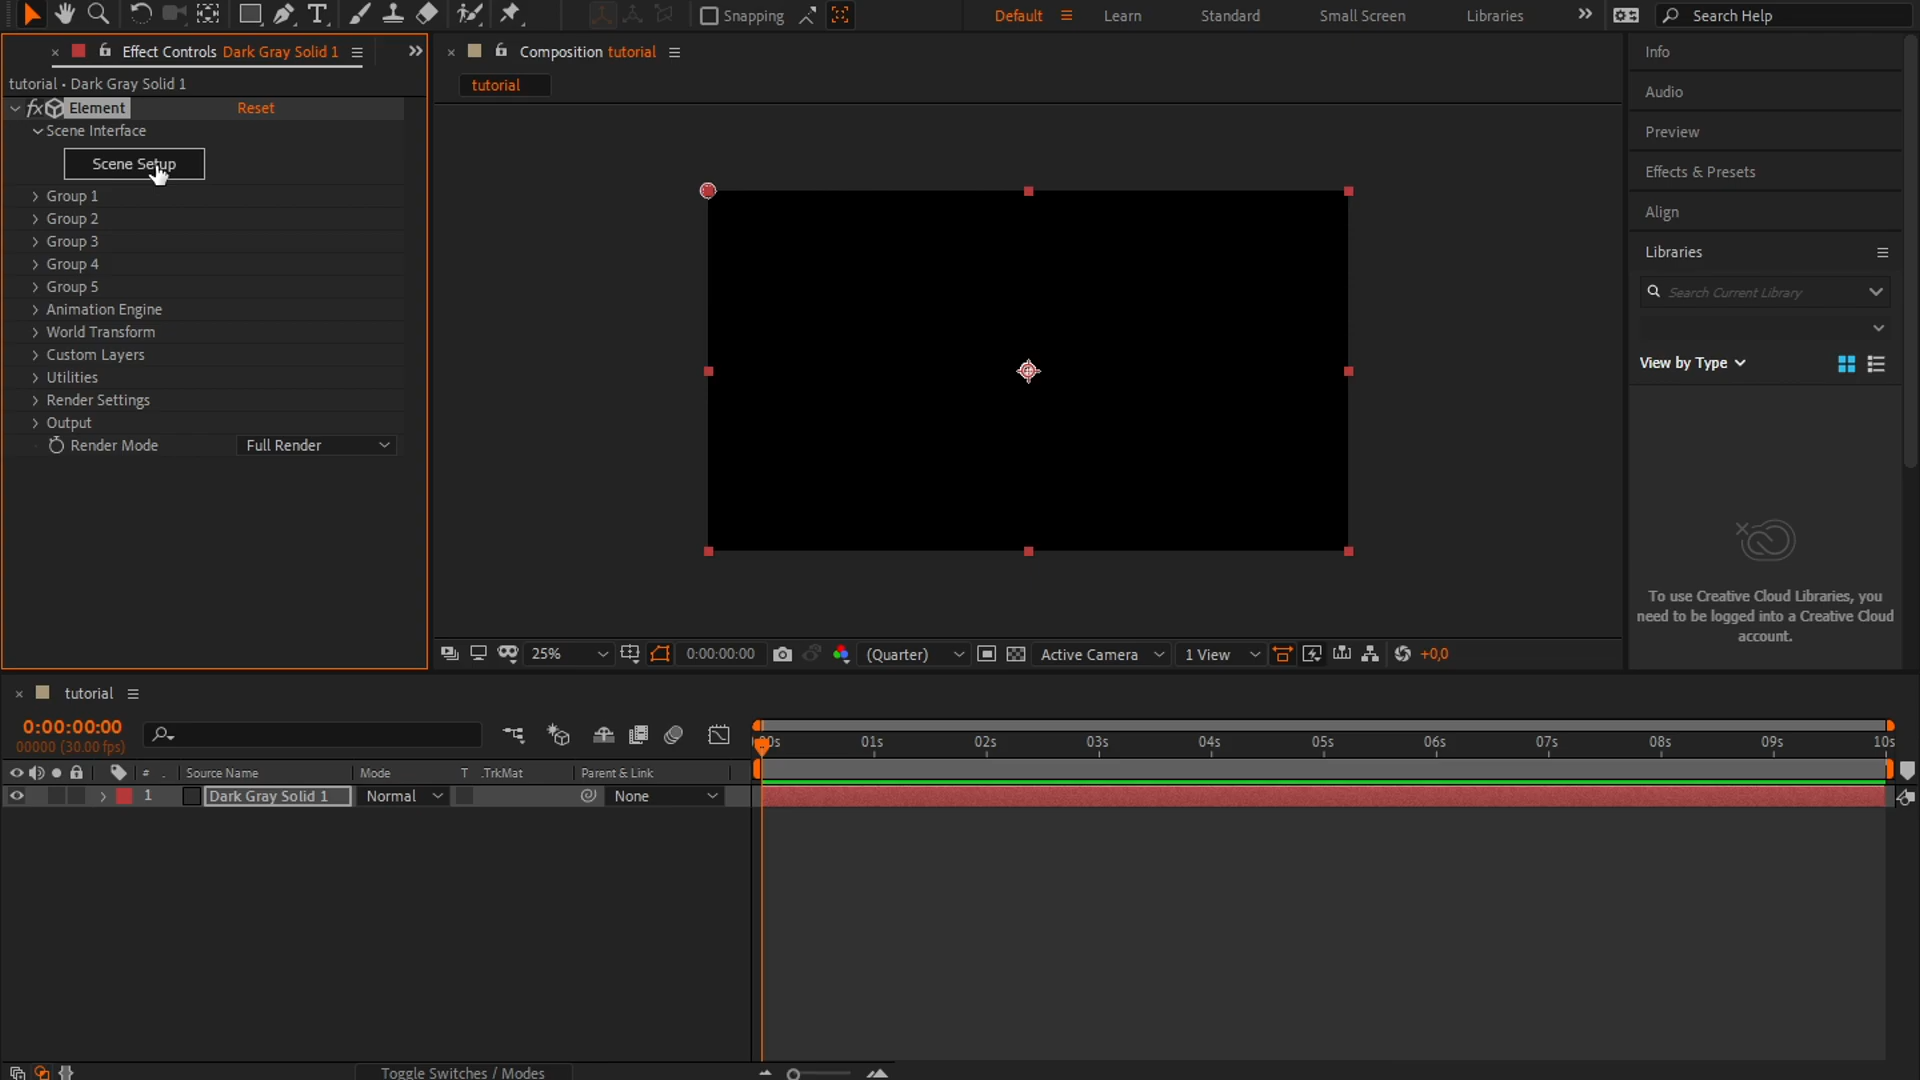 Snapping
Default
Learn
Standard
Small Screen
Libraries
Search Help
Effect Controls Dark Gray Solid 1
Composition tutorial
Info
tutorial • Dark Gray Solid 1
tutorial
Audio
fx Element
Reset
Scene Interface
Preview
Scene Setup
Effects & Presets
Group 1
Group 2
Align
Group 3
Libraries
Group 4
Group 5
Search Current Library
Animation Engine
World Transform
Custom Layers
View by Type
Utilities
Render Settings
Output
Render Mode
Full Render
To use Creative Cloud Libraries, you
need to be logged into a Creative Cloud
account.
25%
0:00:00:00
(Quarter)
Active Camera
1 View
+0,0
tutorial
0:00:00:00
00000 (30.00 fps)
01s
02s
03s
04s
05s
06s
07s
08s
09s
10s
#
Source Name
Mode
T .TrkMat
Parent & Link
1
Dark Gray Solid 1
Normal
None
Toggle Switches / Modes